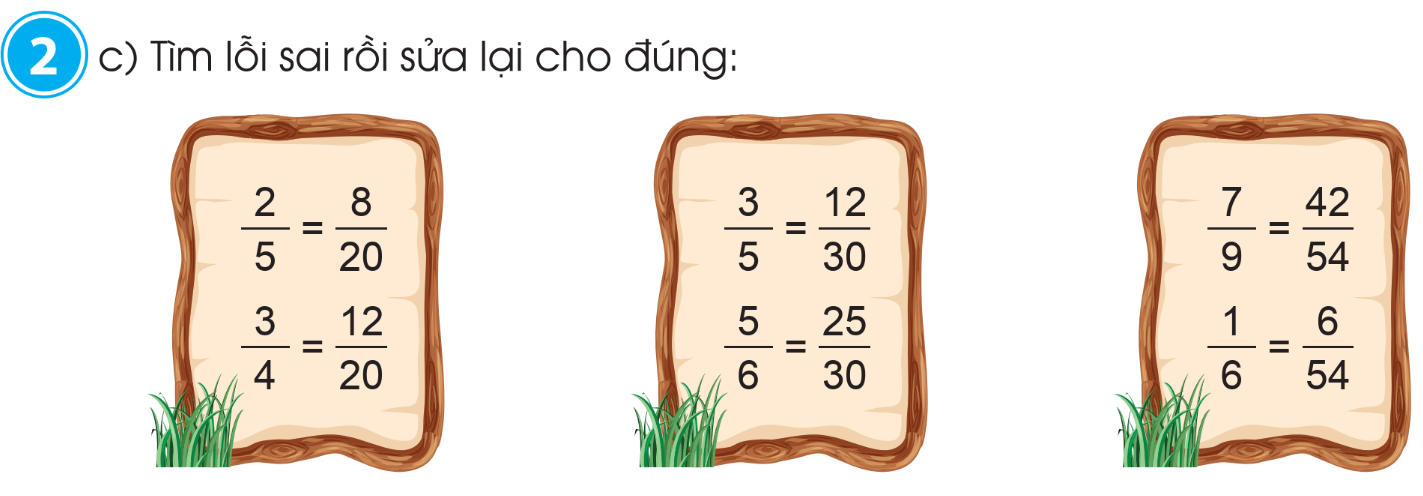 2 c) Tìm lỗi sai rồi sửa lại cho đúng:
2/5 = 8/20
3/4 = 12/20
3/5 = 12/30
5/6 = 25/30
7/9 = 42/54
1/6 = 6/54